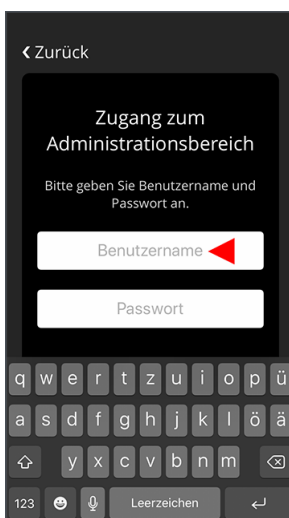 Zurück
Zugang zum
Administrationsbereich
Bitte geben Sie Benutzername und
Passwort an.
Benutzername
Passwort
q w e r t z u i o p ü
a s d f g h j k l ö ä
y x c v b n m
123 Leerzeichen